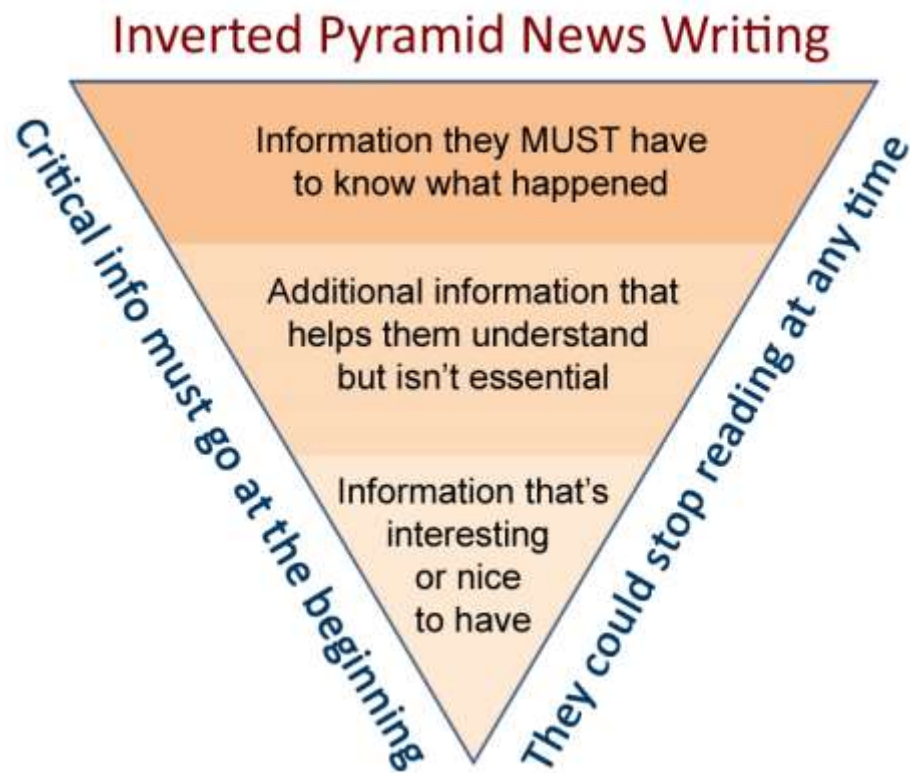 Inverted Pyramid News Writing
Critical info must go at the beginning
Information they MUST have
to know what happened
Additional information that
helps them understand
but isn't essential
Information that's
interesting
or nice
to have
They could stop reading at any time